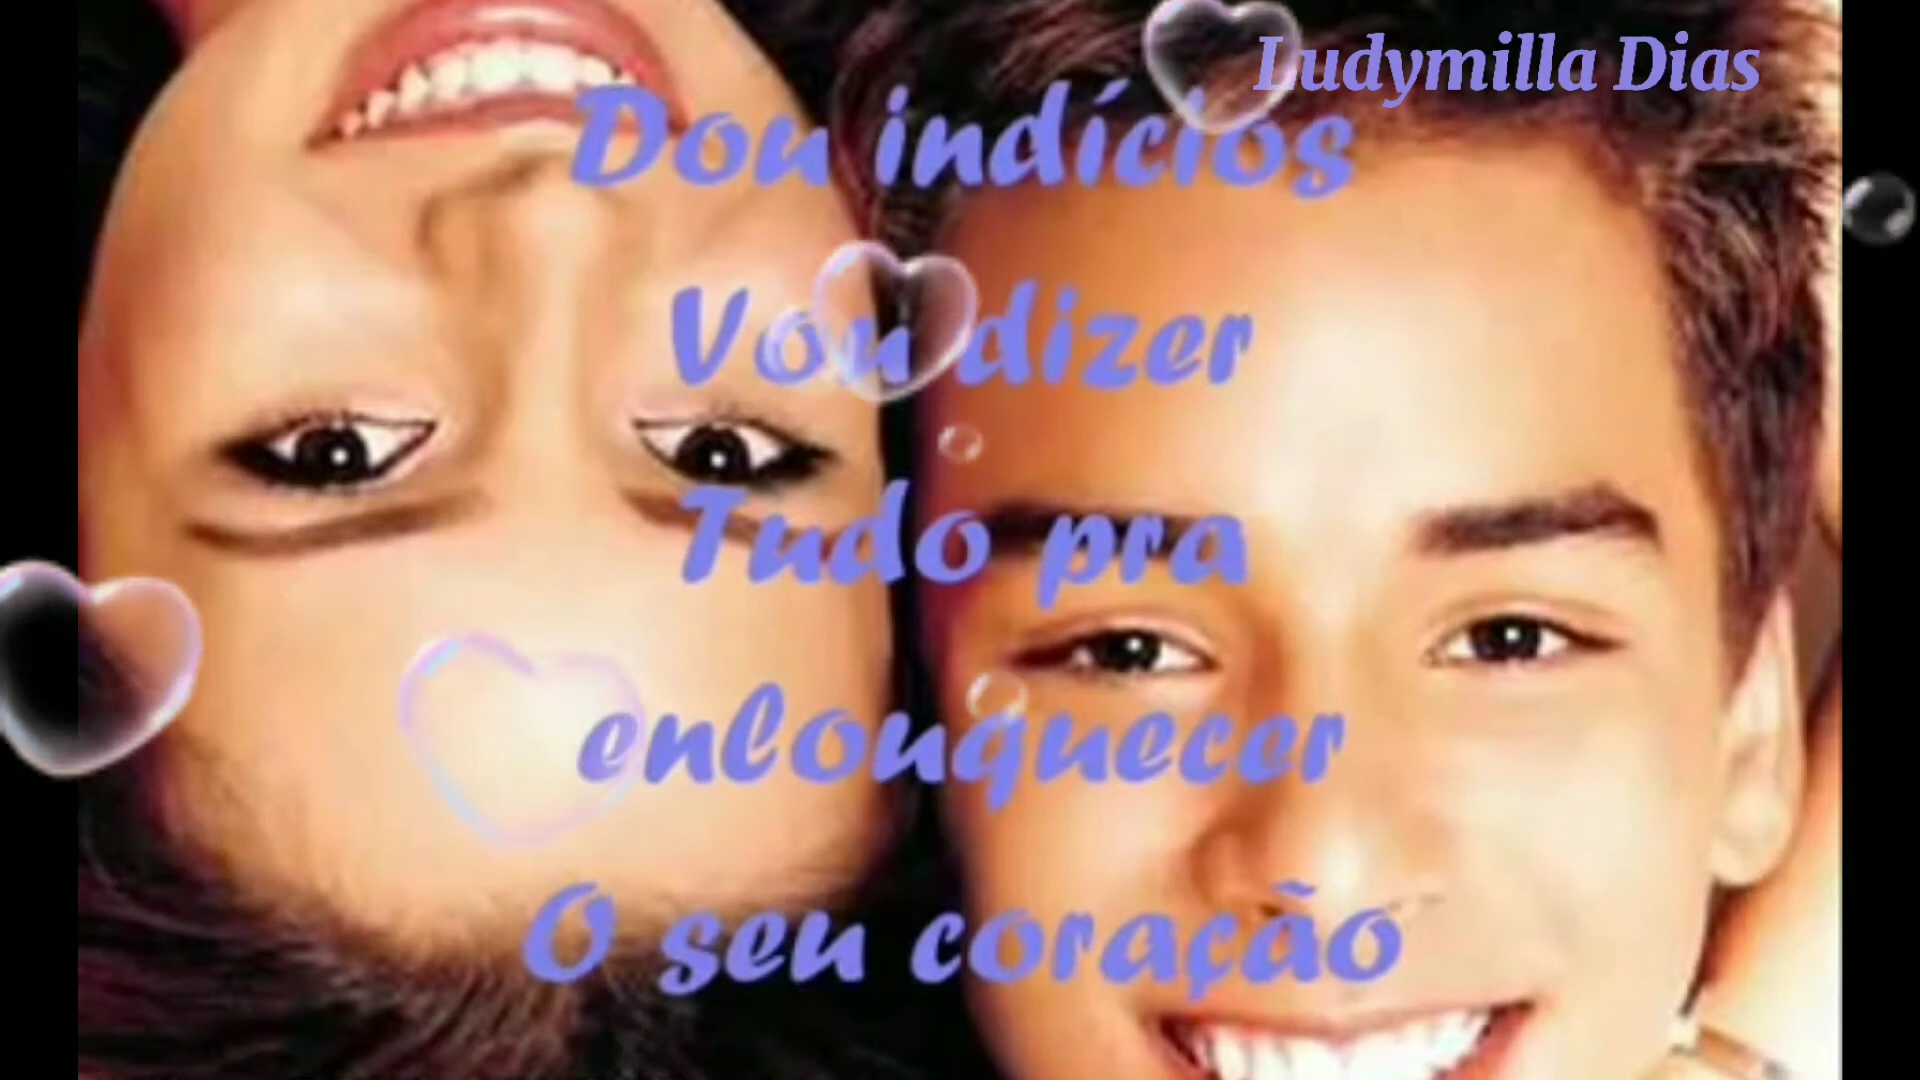 Ludymilla Dias
Dou indícios
Vou dizer
Tudo pra
enlouquecer
O seu coração